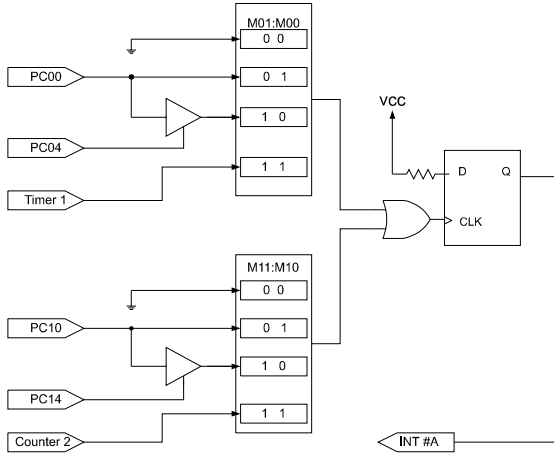 M01:M00
0 0
PC00
0 1
1 0
PC04
1 1
Timer 1
VCC
D Q
CLK
M11:M10
0 0
PC10
0 1
1 0
PC14
1 1
Counter 2
INT #A